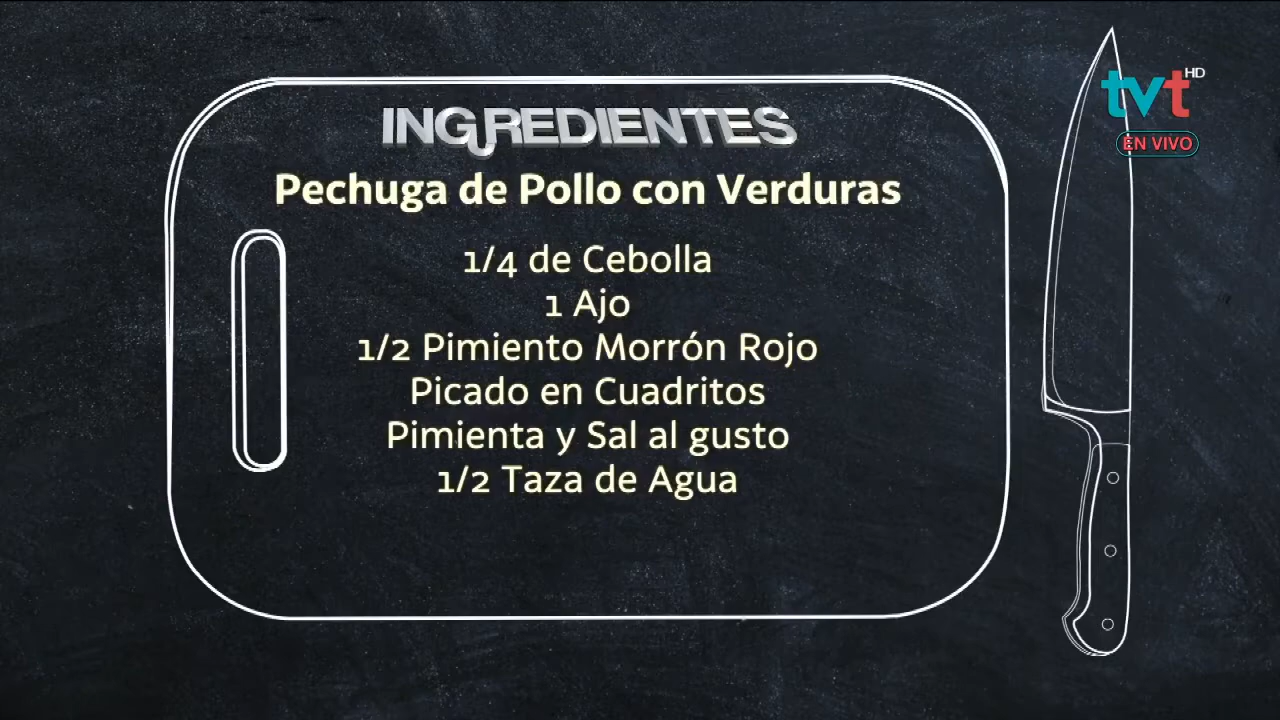 INGREDIENTES
Pechuga de Pollo con Verduras
1/4 de Cebolla
1 Ajo
1/2 Pimiento Morrón Rojo
Picado en Cuadritos
Pimienta y Sal al gusto
1/2 Taza de Agua
tvt HD
EN VIVO